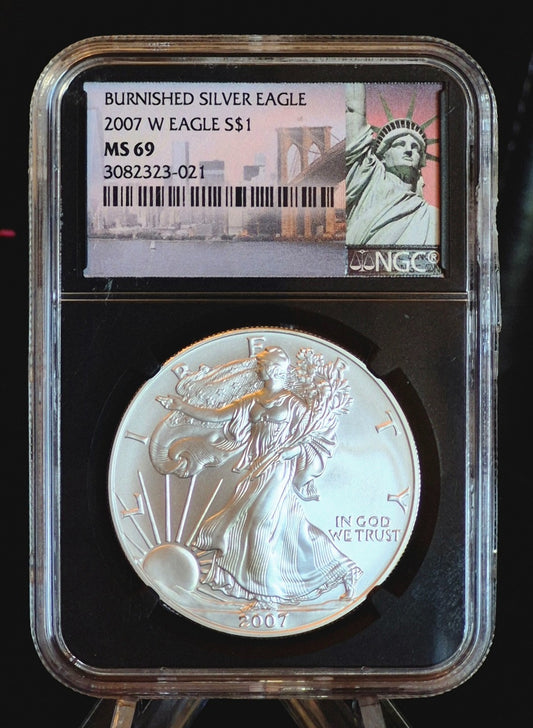 BURNISHED SILVER EAGLE
2007 W EAGLE S$1
MS 69
3082323-021
NGC®
LIBERTY
IN GOD
WE TRUST
2007